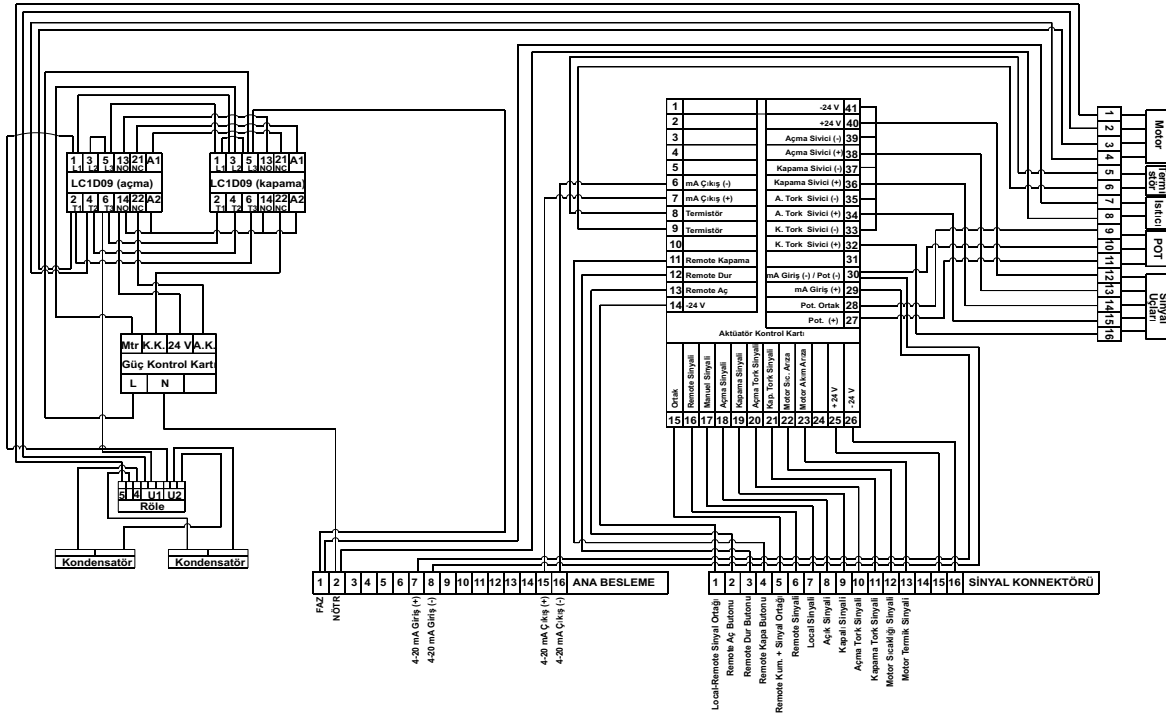 1 3 5 13 21 A1
L1 L2 L3 NO NC
LC1D09 (açma)
2 4 6 14 22 A2
T1 T2 T3 NO NC
1 3 5 13 21 A1
L1 L2 L3 NO NC
LC1D09 (kapama)
2 4 6 14 22 A2
T1 T2 T3 NO NC
Mtr K.K. 24 V A.K.
Güç Kontrol Kartı
L N
5 4 U1 U2
Röle
Kondensatör
Kondensatör
1
2
3
4
5
6 mA Çıkış (-)
7 mA Çıkış (+)
8 Termistör
9 Termistör
10
11 Remote Kapama
12 Remote Dur
13 Remote Aç
14 -24 V
-24 V 41
+24 V 40
Açma Sivici (-) 39
Açma Sivici (+) 38
Kapama Sivici (-) 37
Kapama Sivici (+) 36
A. Tork Sivici (-) 35
A. Tork Sivici (+) 34
K. Tork Sivici (-) 33
K. Tork Sivici (+) 32
31
mA Giriş (-) / Pot (-) 30
mA Giriş (+) 29
Pot. Ortak 28
Pot. (+) 27
Aktüatör Kontrol Kartı
Ortak
Remote Sinyali
Manuel Sinyali
Açma Sinyali
Kapama Sinyali
Açma Tork Sinyali
Kap. Tork Sinyali
Motor Sıc. Arıza
Motor Akım Arıza
+24 V
- 24 V
15 16 17 18 19 20 21 22 23 24 25 26
1
2
3
4
5
6
7
8
9
10
11
12
13
14
15
16
Motor
Termi
stör
Isıtıcı
POT
Sinyal
Uçları
1 2 3 4 5 6 7 8 9 10 11 12 13 14 15 16 ANA BESLEME
FAZ
NÖTR
4-20 mA Giriş (+)
4-20 mA Giriş (-)
4-20 mA Çıkış (+)
4-20 mA Çıkış (-)
1 2 3 4 5 6 7 8 9 10 11 12 13 14 15 16 SİNYAL KONNEKTÖRÜ
Local-Remote Sinyal Ortağı
Remote Aç Butonu
Remote Dur Butonu
Remote Kapa Butonu
Remote Kum. + Sinyal Ortağı
Remote Sinyali
Local Sinyali
Açık Sinyali
Kapalı Sinyali
Açma Tork Sinyali
Kapama Tork Sinyali
Motor Sıcaklığı Sinyali
Motor Termik Sinyali